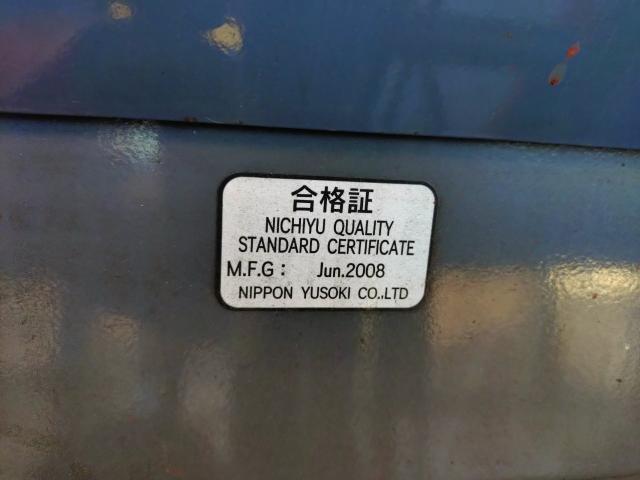 合格証
NICHIYU QUALITY
STANDARD CERTIFICATE
M.F.G : Jun.2008
NIPPON YUSOKI CO.,LTD